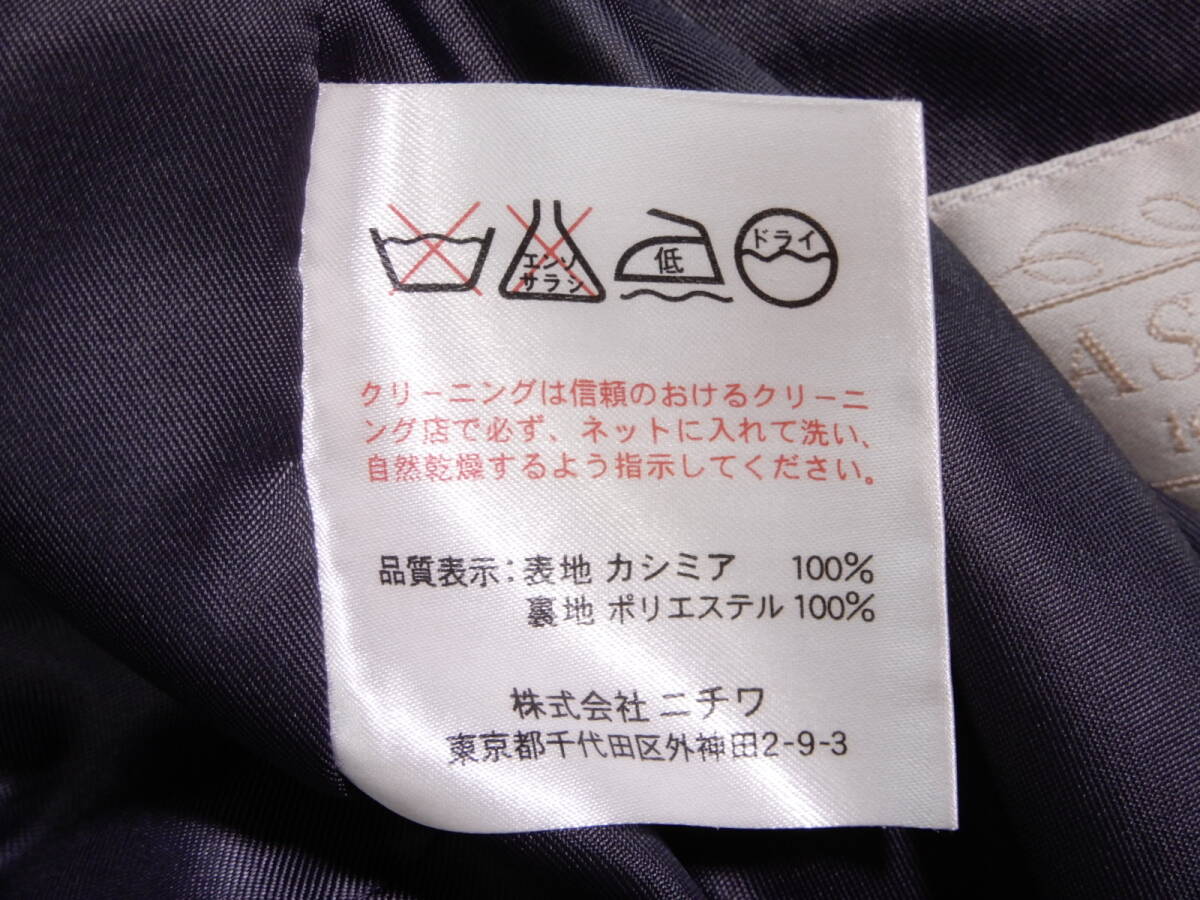 エンソ
サラシ
低
ドライ
クリーニングは信頼のおけるクリーニ
ング店で必ず、ネットに入れて洗い、
自然乾燥するよう指示してください。
品質表示：表地 カシミア 100%
裏地 ポリエステル 100%
株式会社 ニチワ
東京都千代田区外神田2-9-3
AS